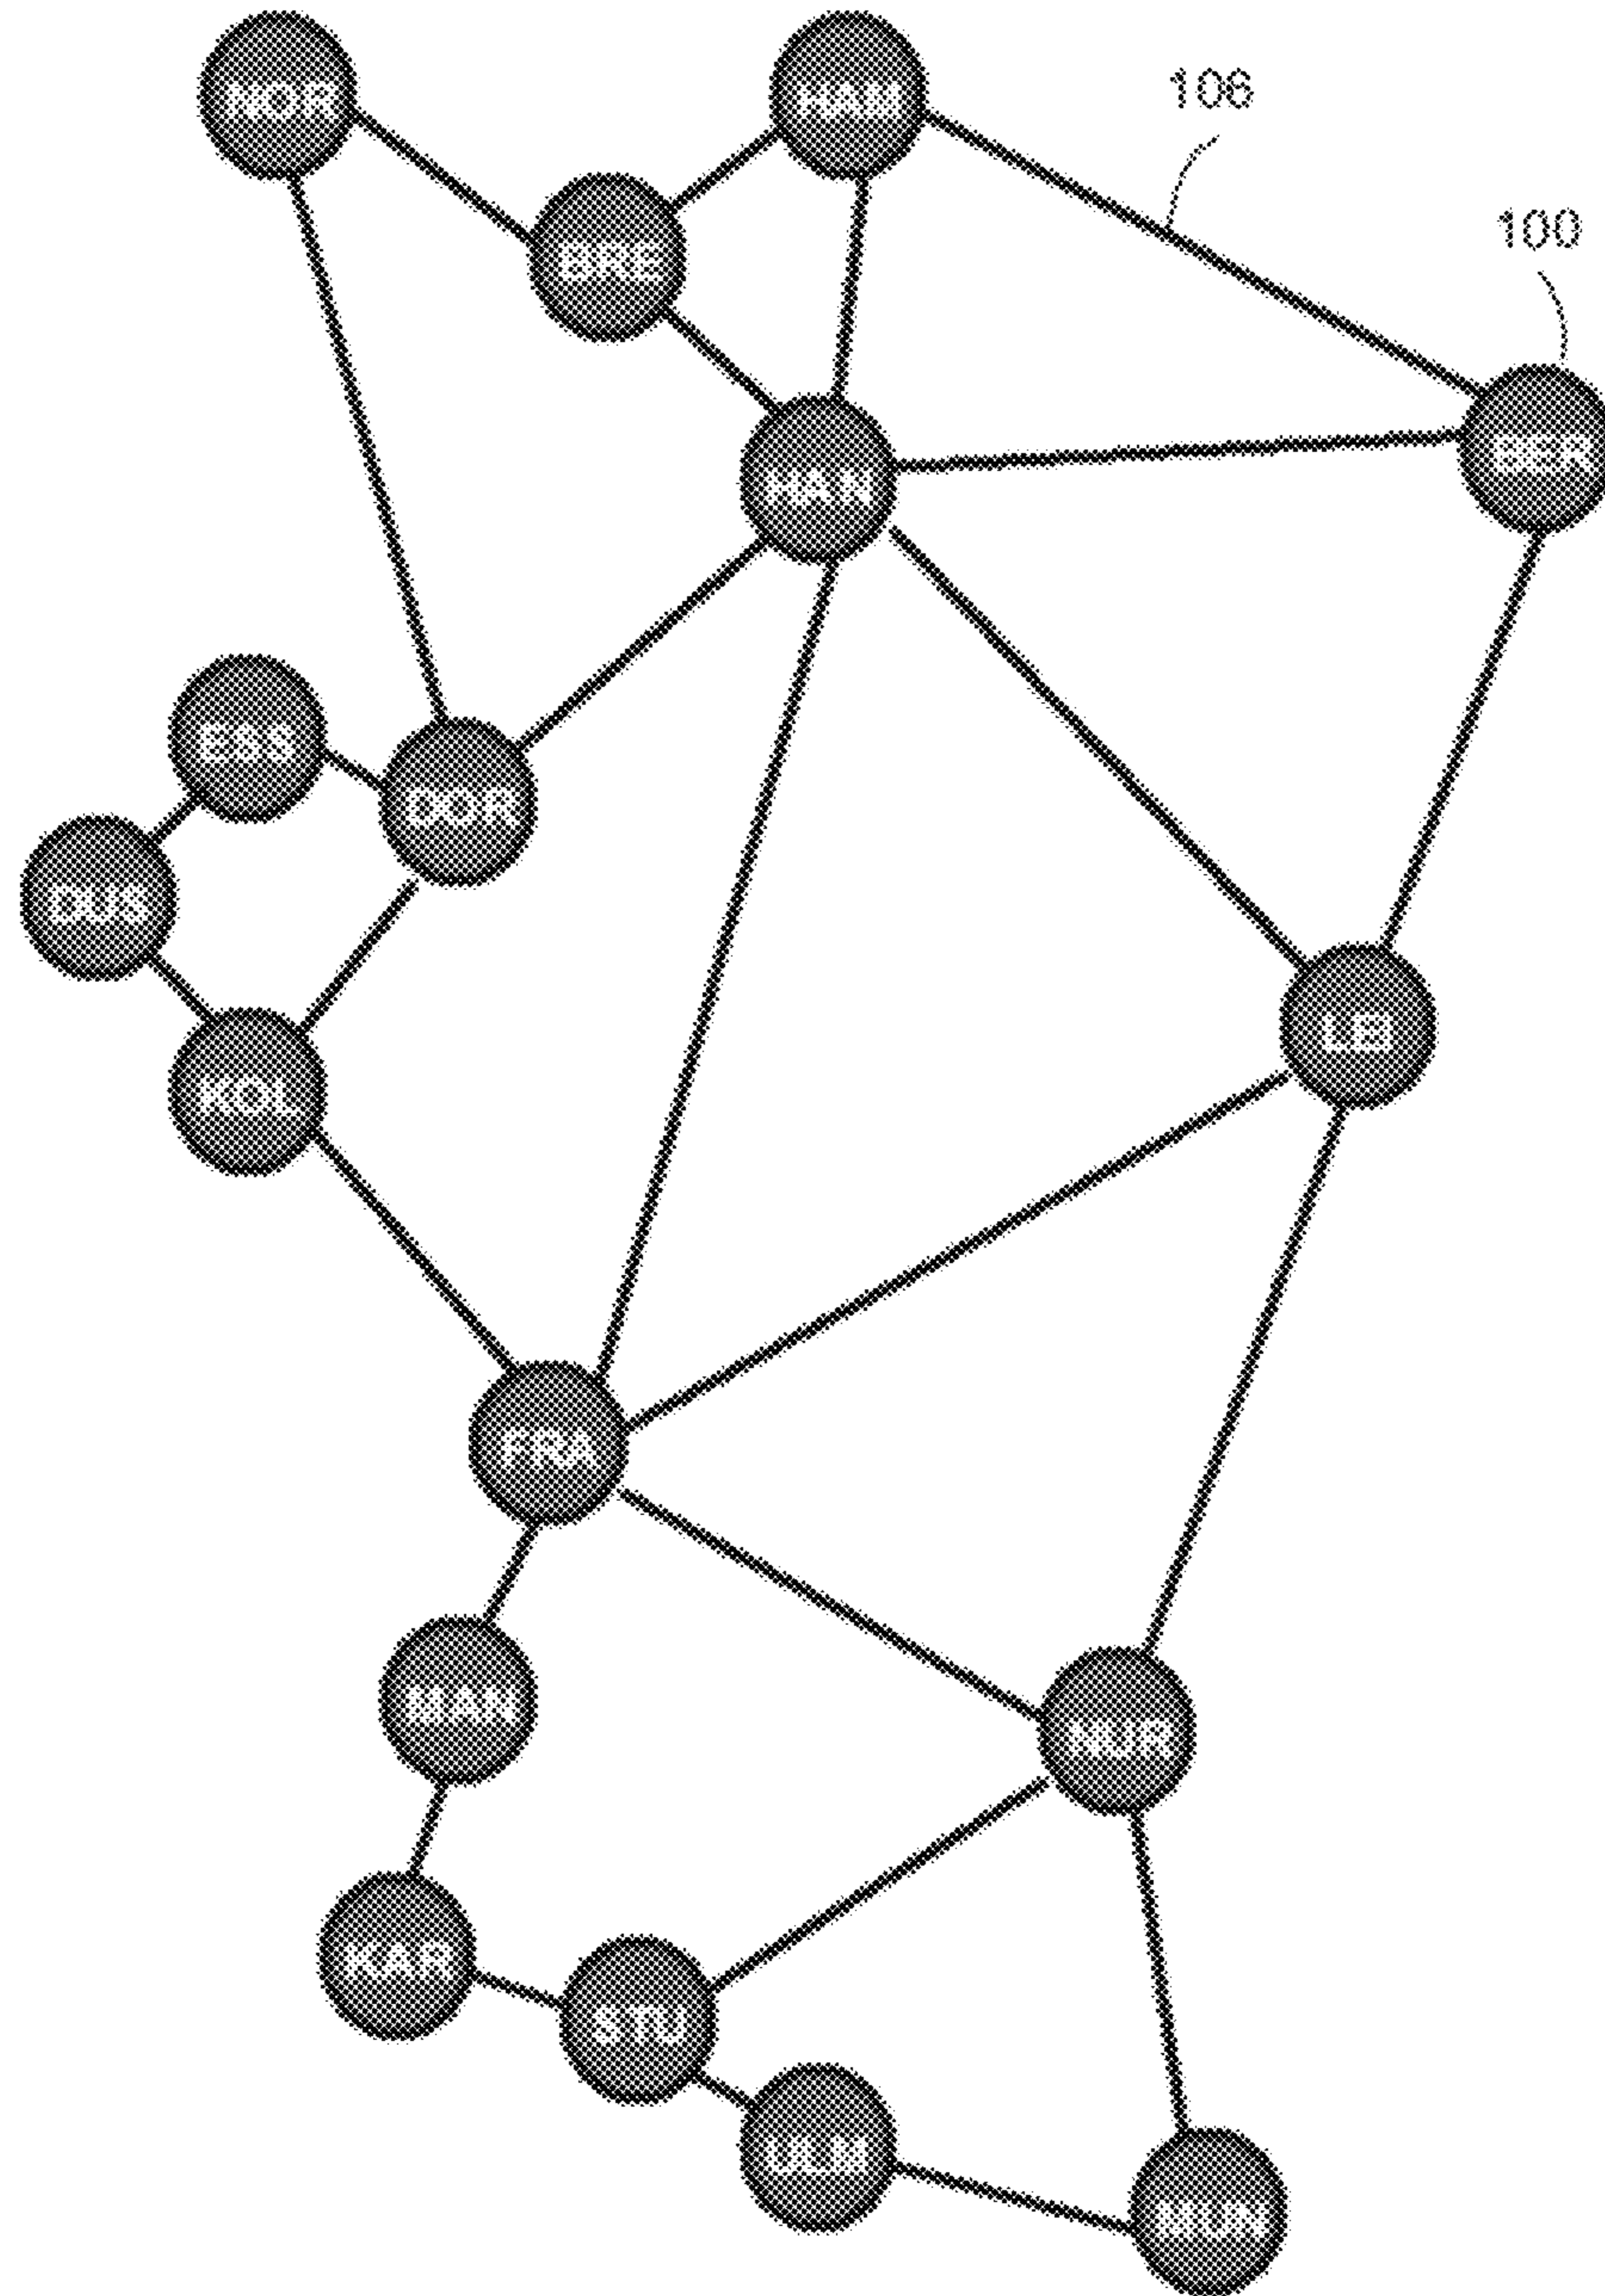 NOR
HAM
106
BRE
100
BER
HAN
ESS
DOR
DUS
LEI
KOL
FRA
MAN
NUR
KAR
STU
ULM
MUN